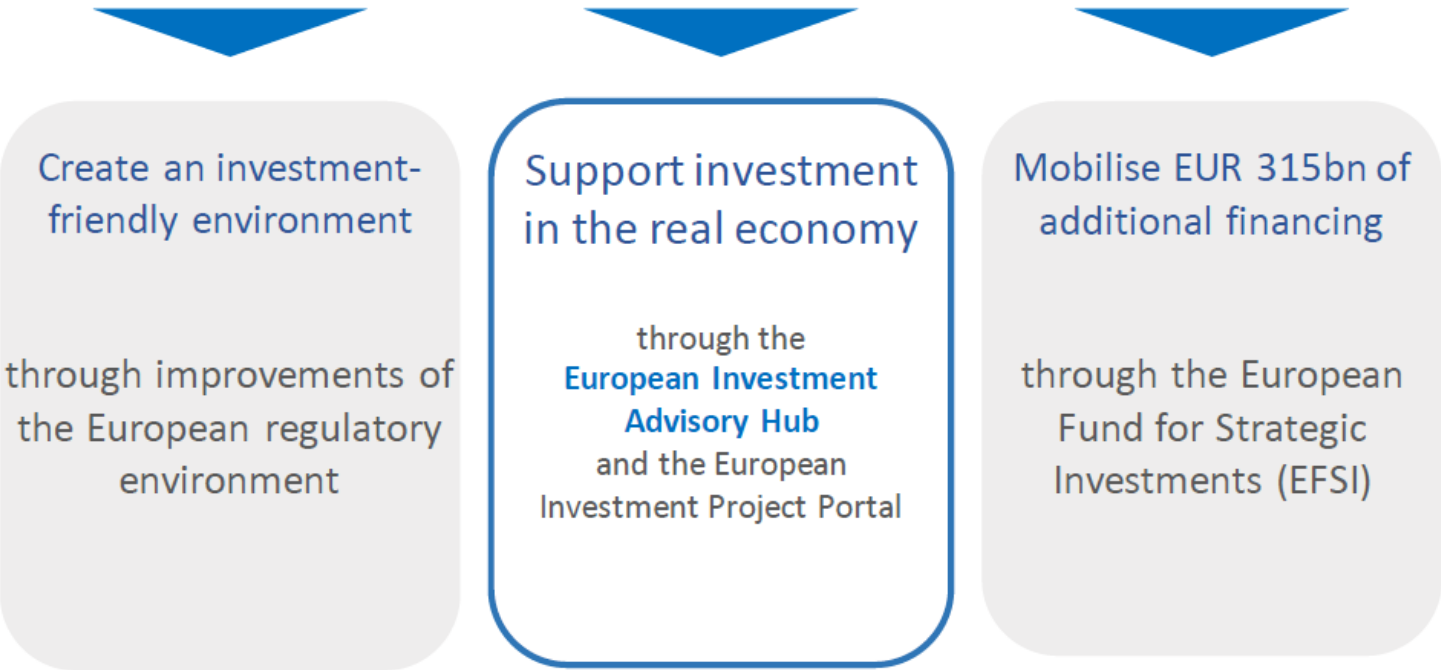 Create an investment-
friendly environment
through improvements of
the European regulatory
environment
Support investment
in the real economy
through the
European Investment
Advisory Hub
and the European
Investment Project Portal
Mobilise EUR 315bn of
additional financing
through the European
Fund for Strategic
Investments (EFSI)